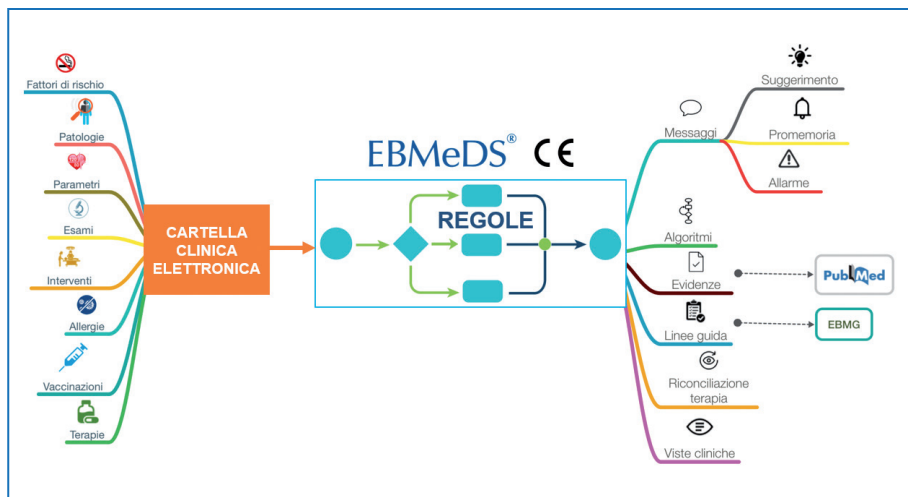 Fattori di rischio
Patologie
Parametri
Esami
Interventi
Allergie
Vaccinazioni
Terapie
CARTELLA
CLINICA
ELETTRONICA
EBMeDS® CE
REGOLE
Messaggi
Suggerimento
Promemoria
Allarme
Algoritmi
Evidenze
PubMed
Linee guida
EBMG
Riconciliazione
terapia
Viste cliniche